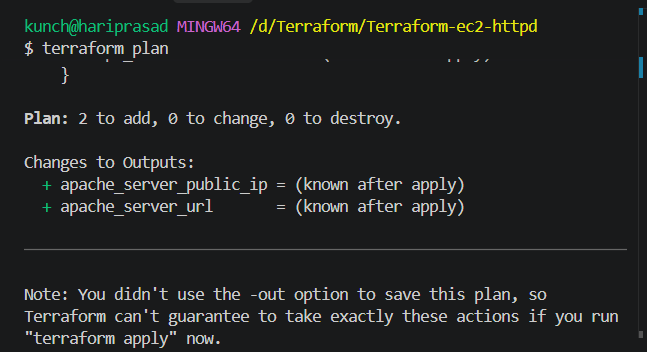 kunch@hariprasad MINGW64 /d/Terraform/Terraform-ec2-httpd
$ terraform plan
}
Plan: 2 to add, 0 to change, 0 to destroy.
Changes to Outputs:
+ apache_server_public_ip = (known after apply)
+ apache_server_url = (known after apply)
Note: You didn't use the -out option to save this plan, so
Terraform can't guarantee to take exactly these actions if you run
"terraform apply" now.